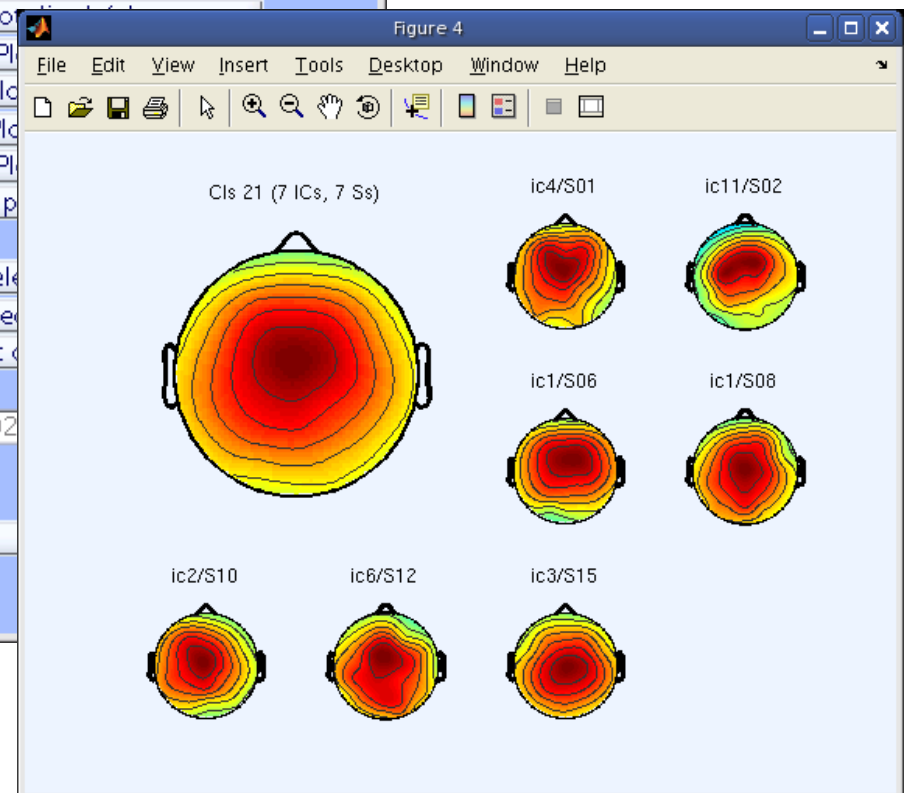 Figure 4
File Edit View Insert Tools Desktop Window Help
Cls 21 (7 ICs, 7 Ss)
ic4/S01
ic11/S02
ic1/S06
ic1/S08
ic2/S10
ic6/S12
ic3/S15